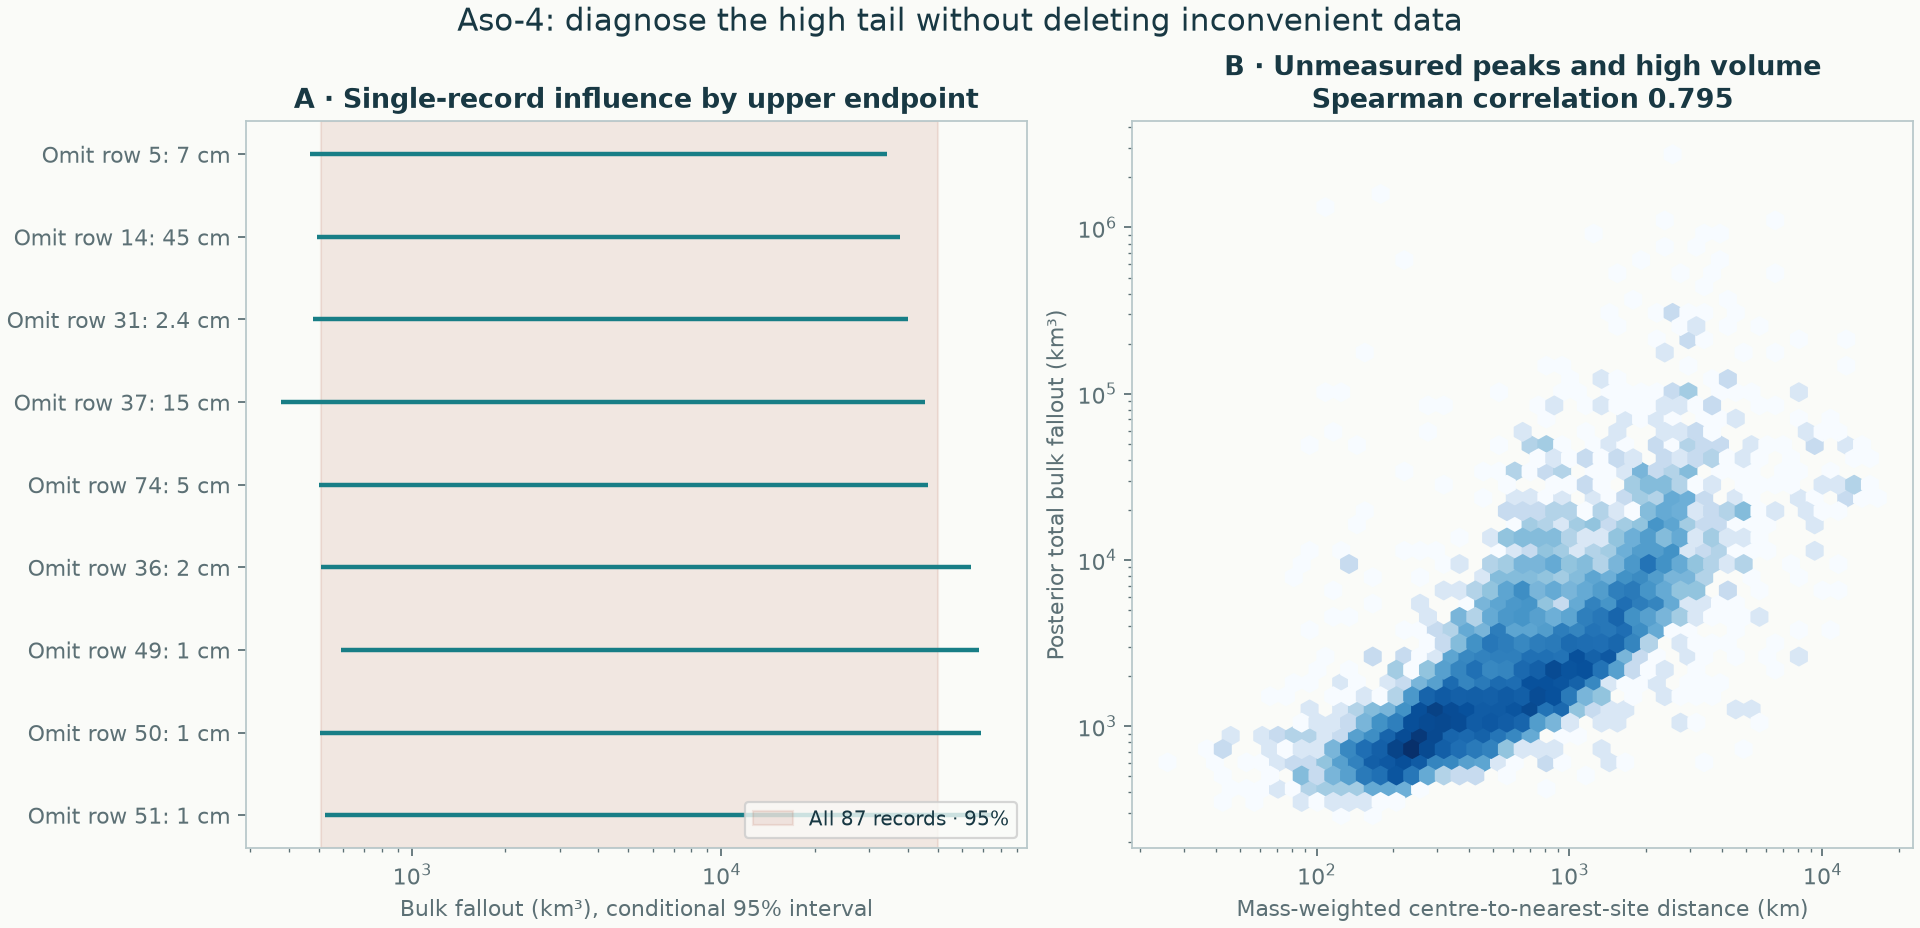 Aso-4: diagnose the high tail without deleting inconvenient data
A · Single-record influence by upper endpoint
Omit row 5: 7 cm
Omit row 14: 45 cm
Omit row 31: 2.4 cm
Omit row 37: 15 cm
Omit row 74: 5 cm
Omit row 36: 2 cm
Omit row 49: 1 cm
Omit row 50: 1 cm
Omit row 51: 1 cm
All 87 records · 95%
10³
10⁴
Bulk fallout (km³), conditional 95% interval
B · Unmeasured peaks and high volume
Spearman correlation 0.795
Posterior total bulk fallout (km³)
10⁶
10⁵
10⁴
10³
10²
10³
10⁴
Mass-weighted centre-to-nearest-site distance (km)